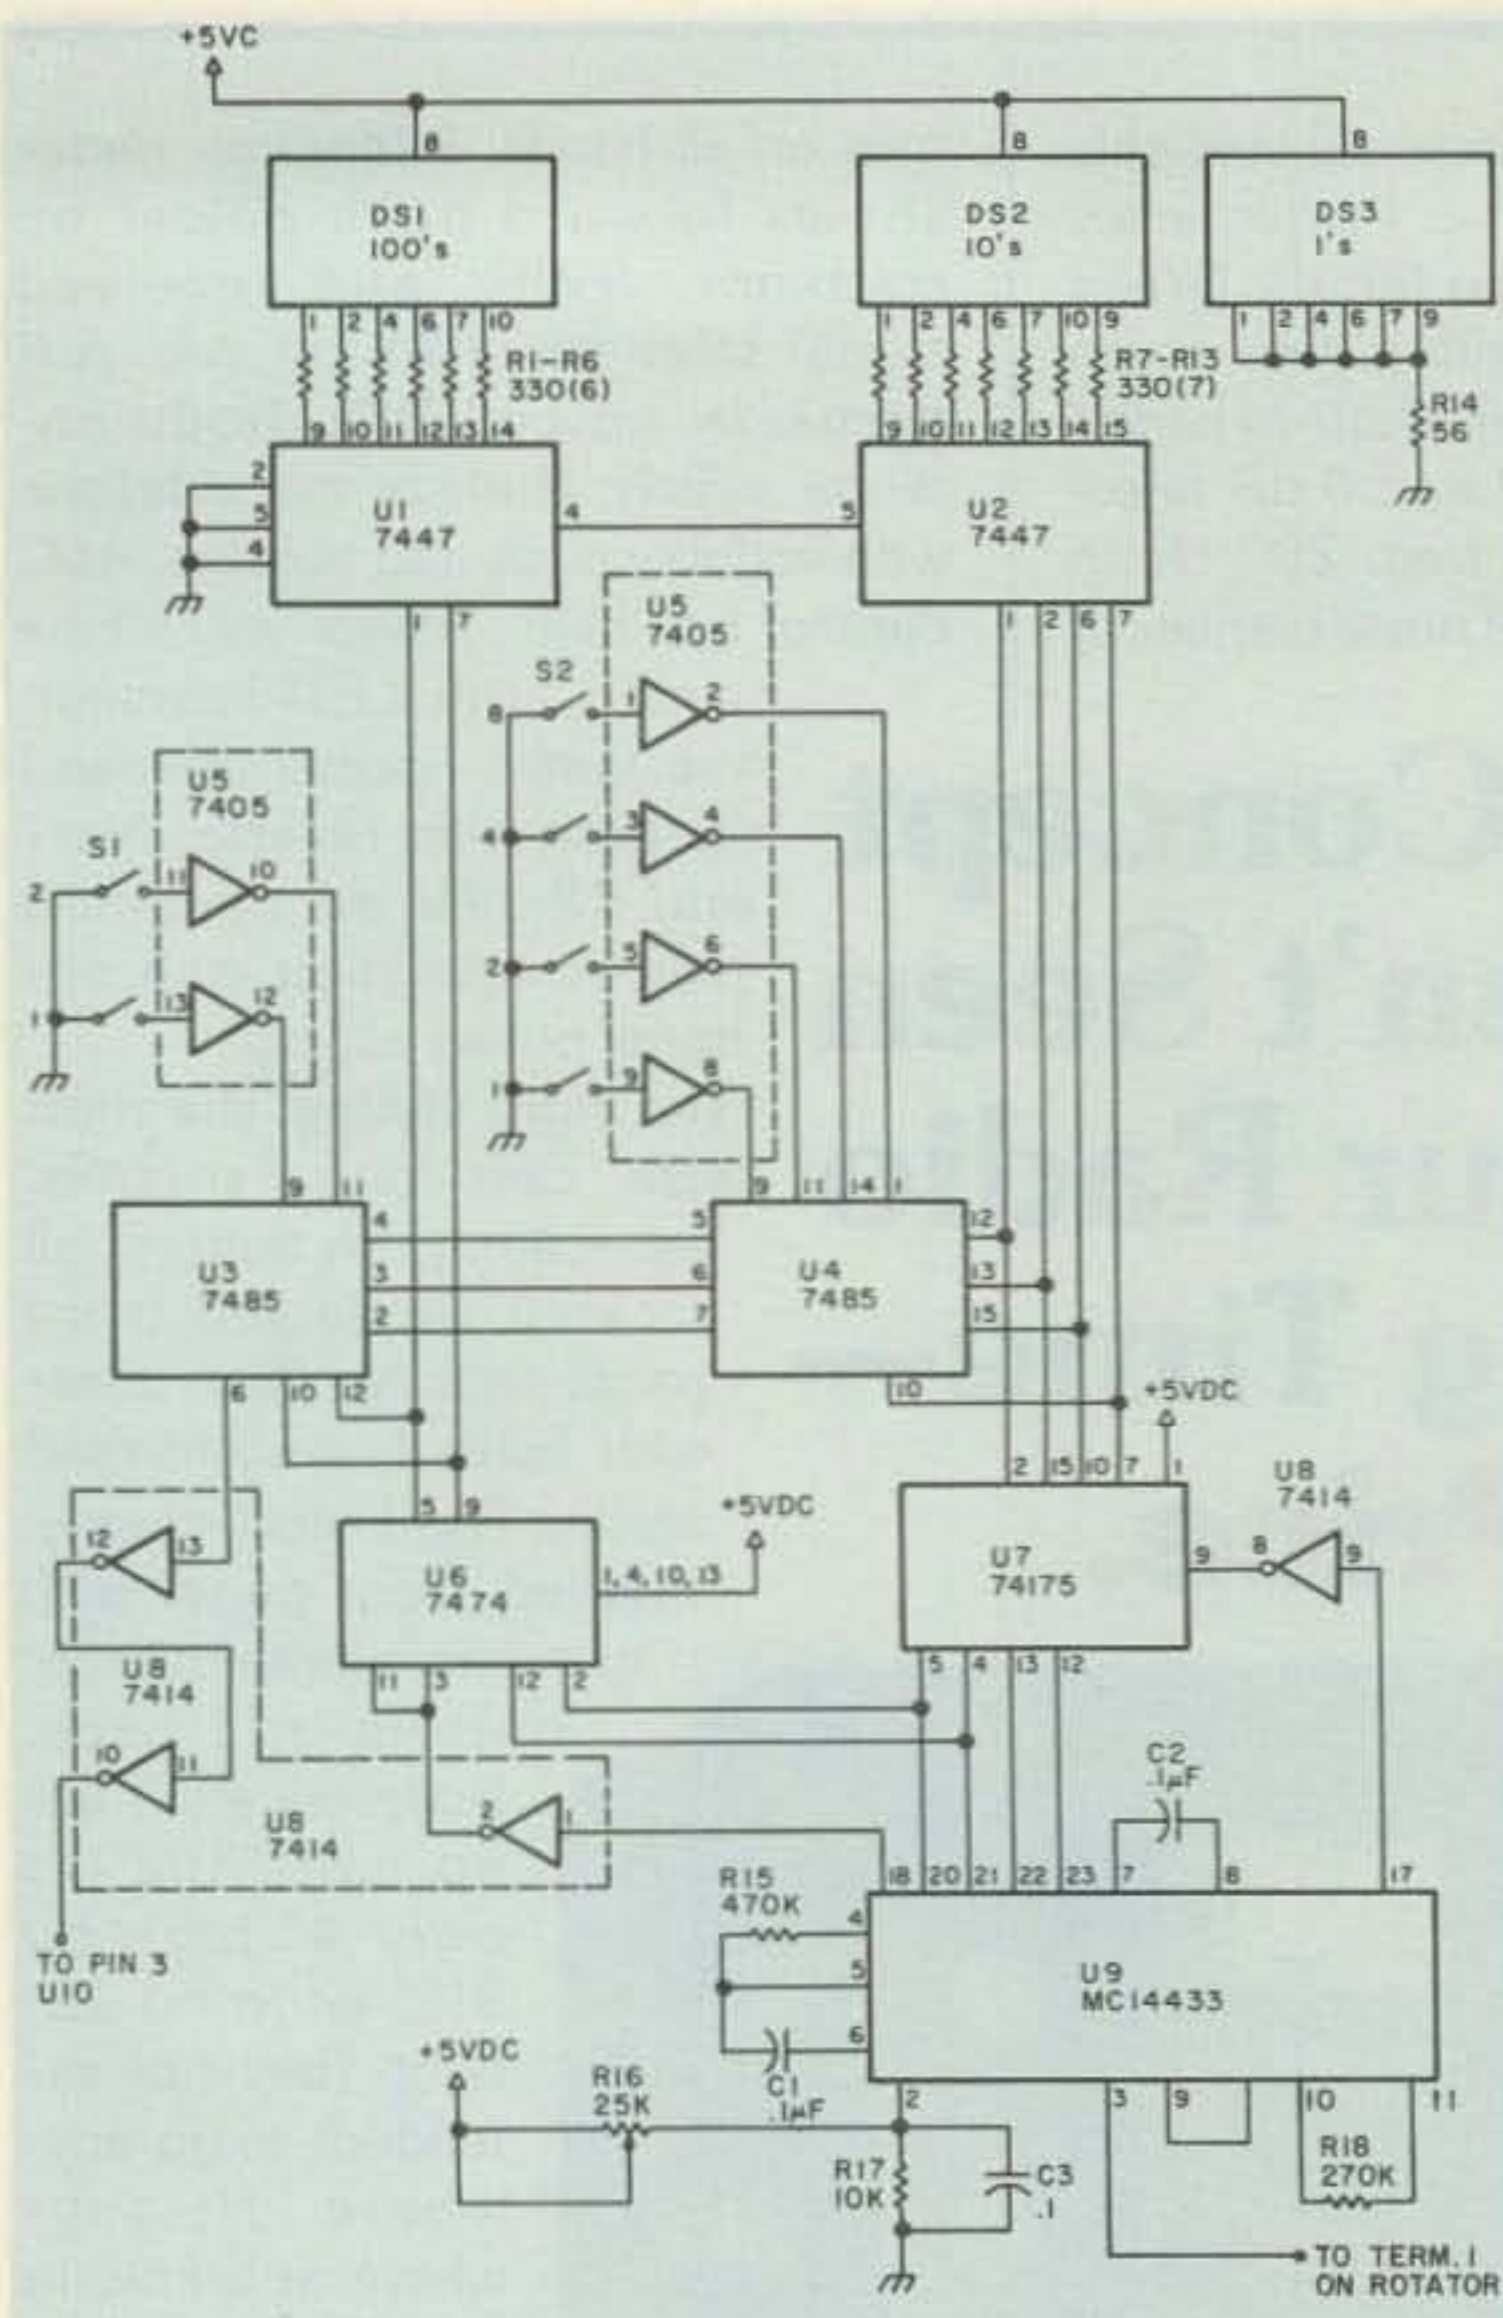 +5VC
8
8
8
DS1
100's
DS2
10's
DS3
1's
1 2 4 6 7 10
1 2 4 6 7 10 9
1 2 4 6 7 9
R1-R6
330(6)
R7-R13
330(7)
R14
56
9 10 11 12 13 14
9 10 11 12 13 14 15
2
3
4
U1
7447
4
5
U2
7447
1 7
1 2 6 7
U5
7405
S2
8
1
2
4
3
4
2
5
6
1
9
8
U5
7405
S1
2
11
10
1
13
12
9 11
9 11 14 1
U3
7485
4
3
2
5
6
7
U4
7485
12
13
15
6 10 12
10
+5VDC
2 15 10 7 1
U8
7414
12
13
5 9
+5VDC
U6
7474
1, 4, 10, 13
U7
74175
9
8
9
U8
7414
11 3 12 2
5 4 13 12
10
11
C2
.1µF
U8
7414
2
1
TO PIN 3
U10
18 20 21 22 23 7 8 17
R15
470K
4
5
6
U9
MC14433
C1
.1µF
+5VDC
R16
25K
2
3
9
10
11
R17
10K
C3
.1
R18
270K
TO TERM. 1
ON ROTATOR